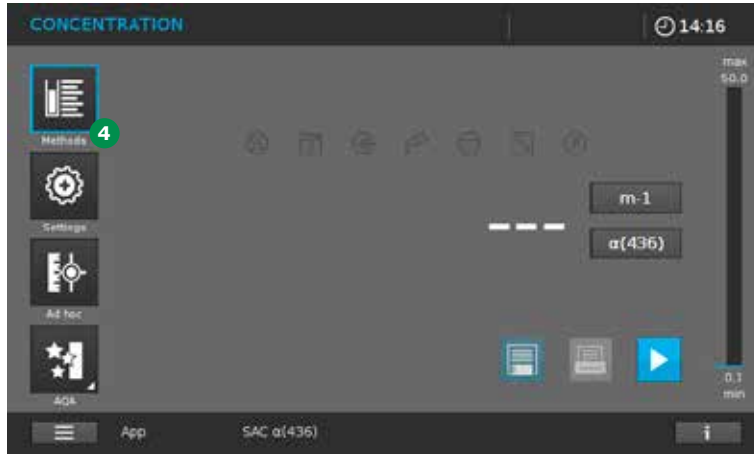 CONCENTRATION
14:16
max
50.0
Methods
4
Settings
m-1
α(436)
Ad hoc
AQA
0.1
min
App
SAC α(436)
i